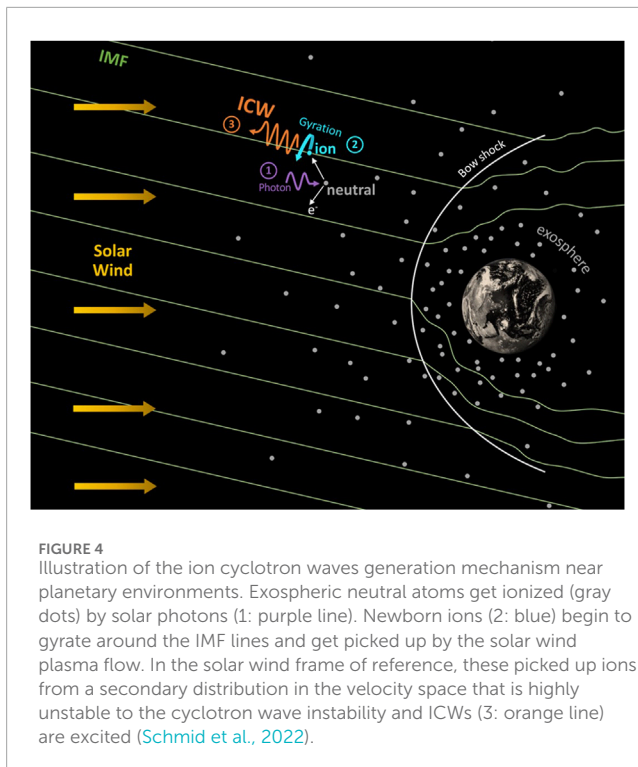 IMF
ICW
3
Gyration
2
ion
1
Photon
neutral
e-
Bow shock
exosphere
Solar
Wind
FIGURE 4
Illustration of the ion cyclotron waves generation mechanism near
planetary environments. Exospheric neutral atoms get ionized (gray
dots) by solar photons (1: purple line). Newborn ions (2: blue) begin to
gyrate around the IMF lines and get picked up by the solar wind
plasma flow. In the solar wind frame of reference, these picked up ions
from a secondary distribution in the velocity space that is highly
unstable to the cyclotron wave instability and ICWs (3: orange line)
are excited (Schmid et al., 2022).